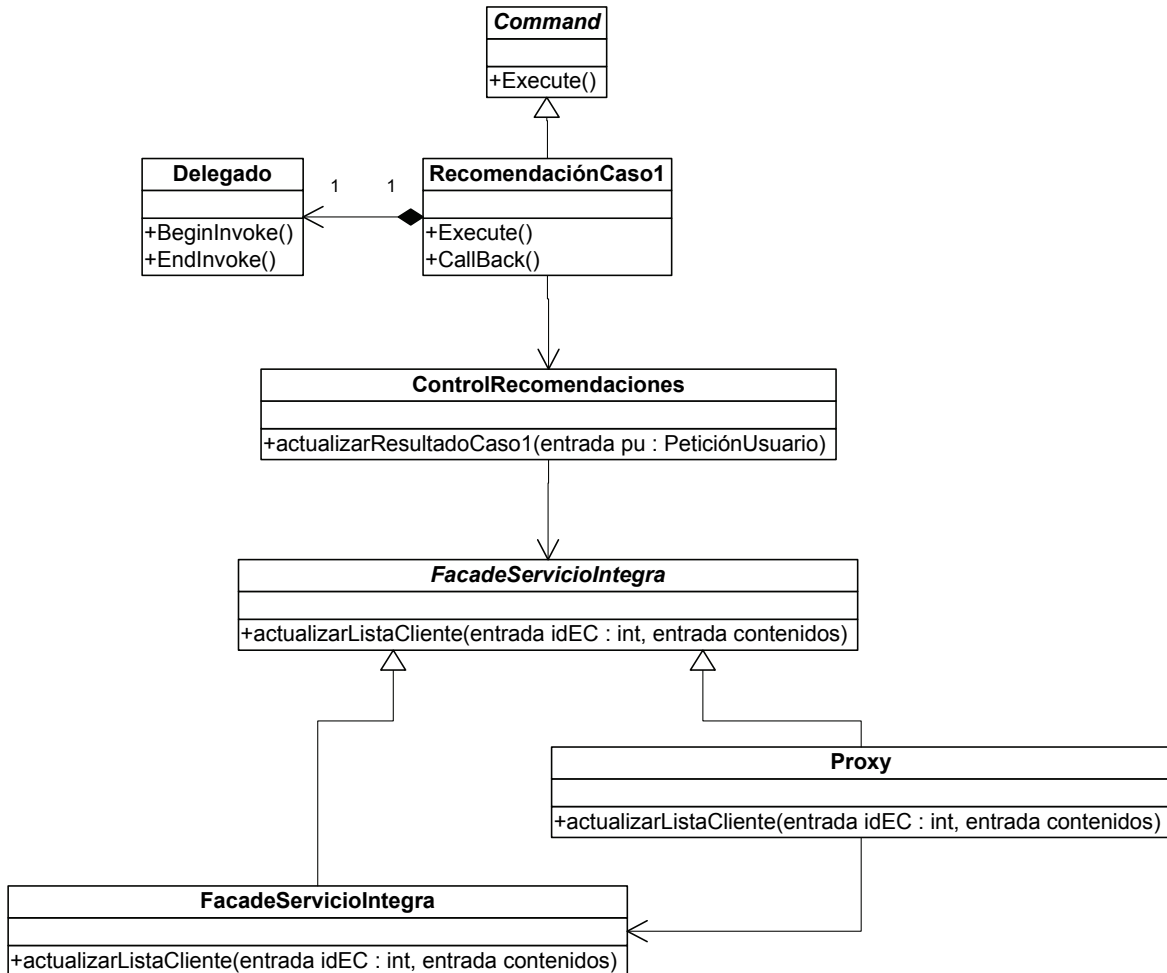 Command
+Execute()
Delegado
+BeginInvoke()
+EndInvoke()
1
1
RecomendaciónCaso1
+Execute()
+CallBack()
ControlRecomendaciones
+actualizarResultadoCaso1(entrada pu : PeticiónUsuario)
FacadeServicioIntegra
+actualizarListaCliente(entrada idEC : int, entrada contenidos)
Proxy
+actualizarListaCliente(entrada idEC : int, entrada contenidos)
FacadeServicioIntegra
+actualizarListaCliente(entrada idEC : int, entrada contenidos)